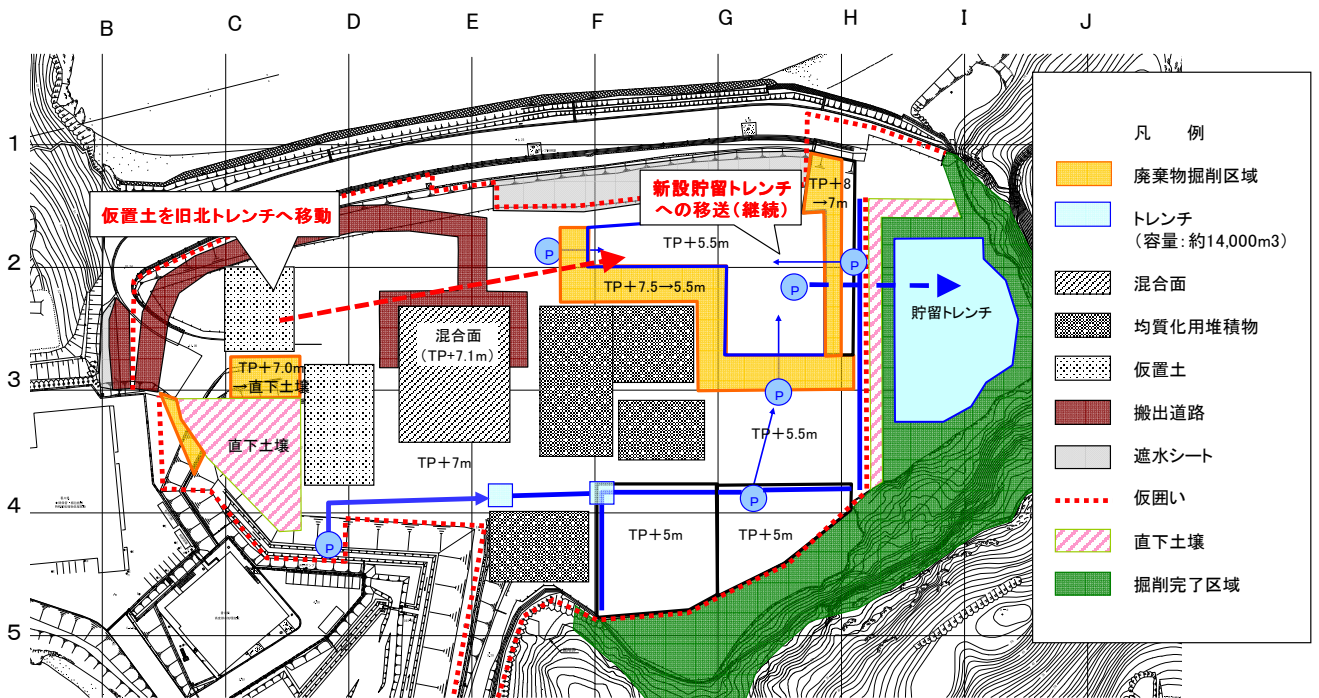 B C D E F G H I J
1
2
3
4
5
仮置土を旧北トレンチへ移動
新設貯留トレンチ
への移送(継続)
TP+8
→7m
TP+5.5m
P
P
P
TP+7.5→5.5m
貯留トレンチ
混合面
(TP+7.1m)
TP+7.0m
→直下土壌
P
直下土壌
TP+5.5m
TP+7m
P
P
TP+5m
TP+5m
凡 例
廃棄物掘削区域
トレンチ
(容量:約14,000m3)
混合面
均質化用堆積物
仮置土
搬出道路
遮水シート
仮囲い
直下土壌
掘削完了区域